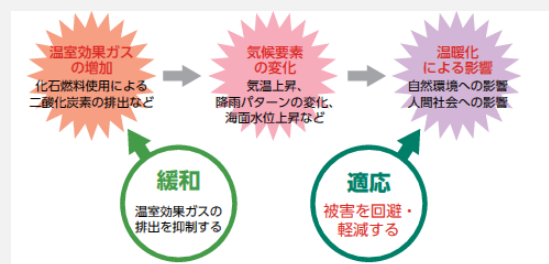 温室効果ガス
の増加
化石燃料使用による
二酸化炭素の排出など
気候要素
の変化
気温上昇、
降雨パターンの変化、
海面水位上昇など
温暖化
による影響
自然環境への影響
人間社会への影響
緩和
温室効果ガスの
排出を抑制する
適応
被害を回避・
軽減する